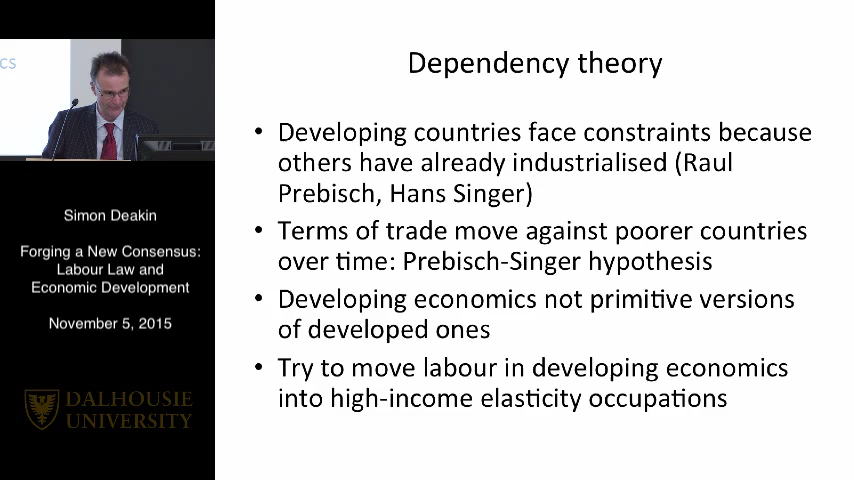 cs
Simon Deakin
Forging a New Consensus:
Labour Law and
Economic Development
November 5, 2015
DALHOUSIE
UNIVERSITY
Dependency theory
• Developing countries face constraints because
others have already industrialised (Raul
Prebisch, Hans Singer)
• Terms of trade move against poorer countries
over time: Prebisch-Singer hypothesis
• Developing economics not primitive versions
of developed ones
• Try to move labour in developing economics
into high-income elasticity occupations